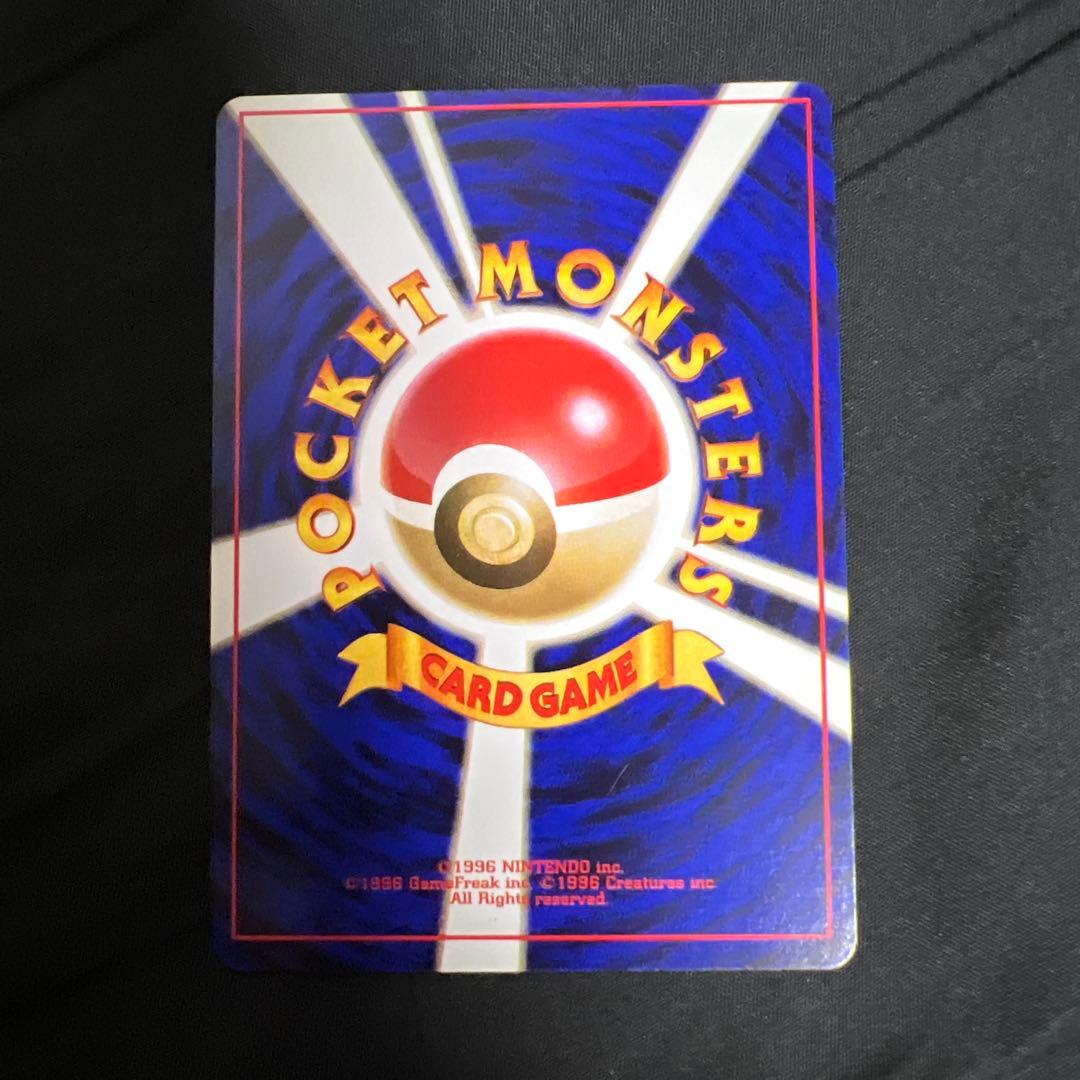 POCKET MONSTERS
CARD GAME
©1996 NINTENDO inc.
©1996 GameFreak inc. ©1996 Creatures inc.
All Rights reserved.